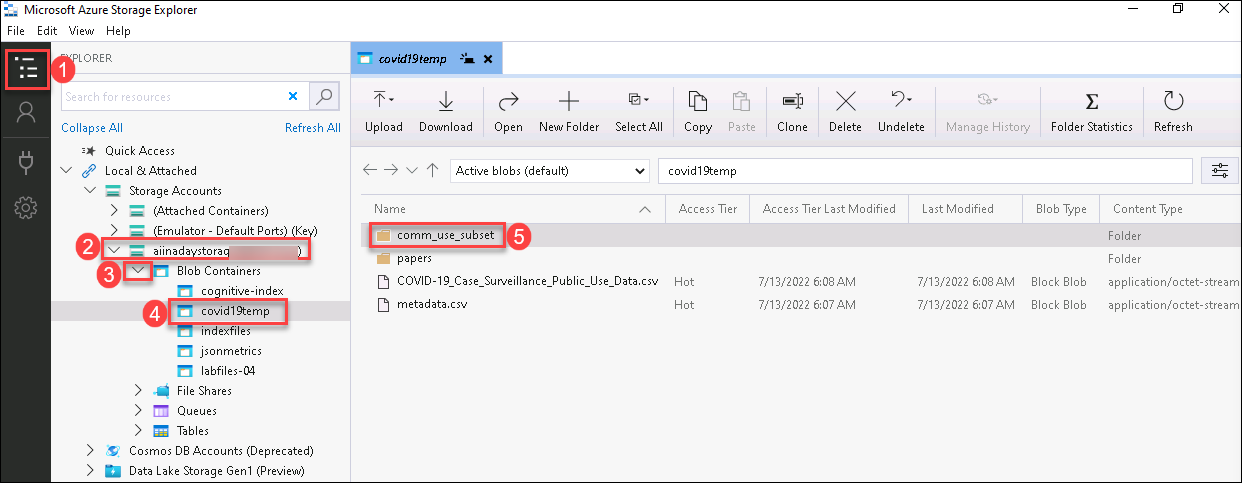 Microsoft Azure Storage Explorer
File Edit View Help
EXPLORER
1
Search for resources
Collapse All Refresh All
Quick Access
Local & Attached
Storage Accounts
(Attached Containers)
(Emulator - Default Ports) (Key)
2 aiinadaystorag )
3 Blob Containers
cognitive-index
4 covid19temp
indexfiles
jsonmetrics
labfiles-04
File Shares
Queues
Tables
Cosmos DB Accounts (Deprecated)
Data Lake Storage Gen1 (Preview)
covid19temp
Upload Download Open New Folder Select All Copy Paste Clone Delete Undelete Manage History Folder Statistics Refresh
Active blobs (default) covid19temp
Name Access Tier Access Tier Last Modified Last Modified Blob Type Content Type
comm_use_subset 5 Folder
papers Folder
COVID-19_Case_Surveillance_Public_Use_Data.csv Hot 7/13/2022 6:08 AM 7/13/2022 6:08 AM Block Blob application/octet-stream
metadata.csv Hot 7/13/2022 6:07 AM 7/13/2022 6:07 AM Block Blob application/octet-stream